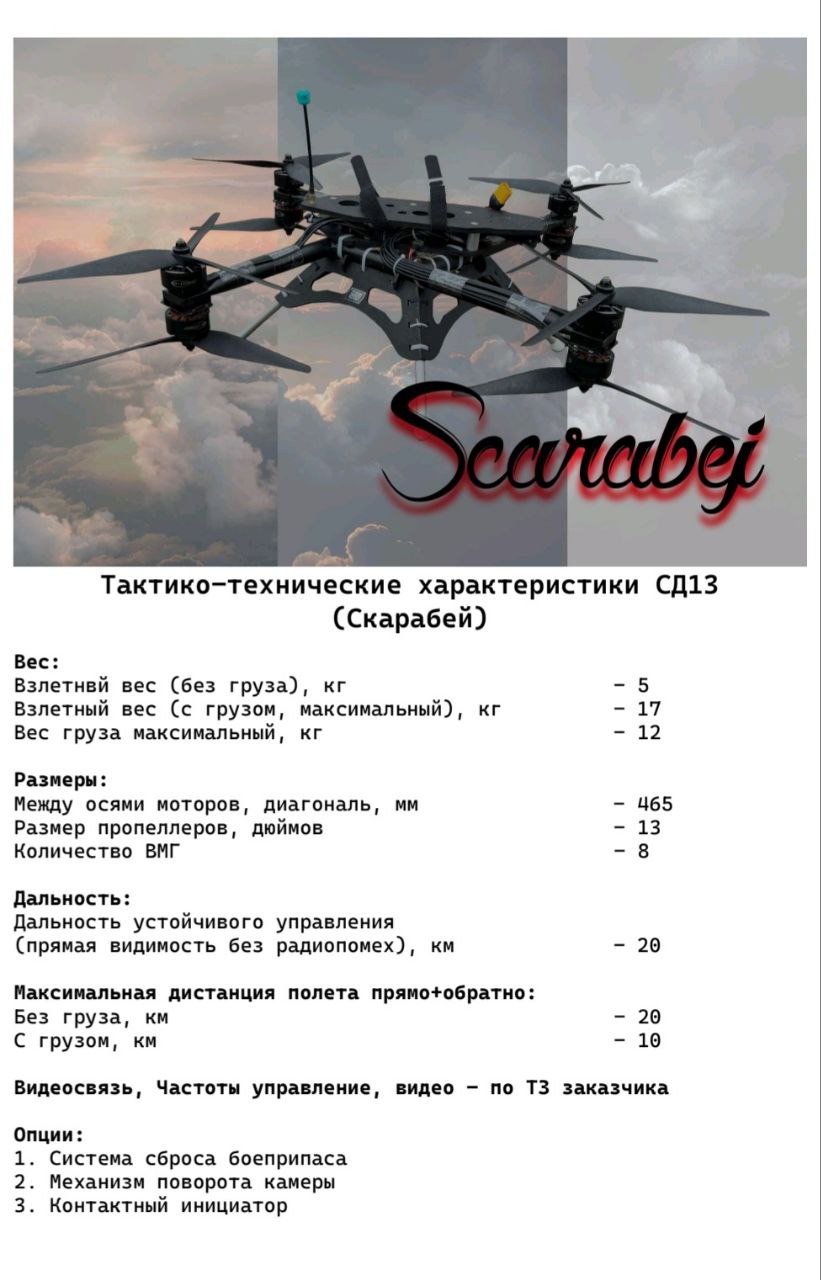 Scarabej
Тактико-технические характеристики СД13
(Скарабей)
Вес:
Взлетнвй вес (без груза), кг - 5
Взлетный вес (с грузом, максимальный), кг - 17
Вес груза максимальный, кг - 12
Размеры:
Между осями моторов, диагональ, мм - 465
Размер пропеллеров, дюймов - 13
Количество ВМГ - 8
Дальность:
Дальность устойчивого управления
(прямая видимость без радиопомех), км - 20
Максимальная дистанция полета прямо+обратно:
Без груза, км - 20
С грузом, км - 10
Видеосвязь, Частоты управление, видео - по ТЗ заказчика
Опции:
1. Система сброса боеприпаса
2. Механизм поворота камеры
3. Контактный инициатор